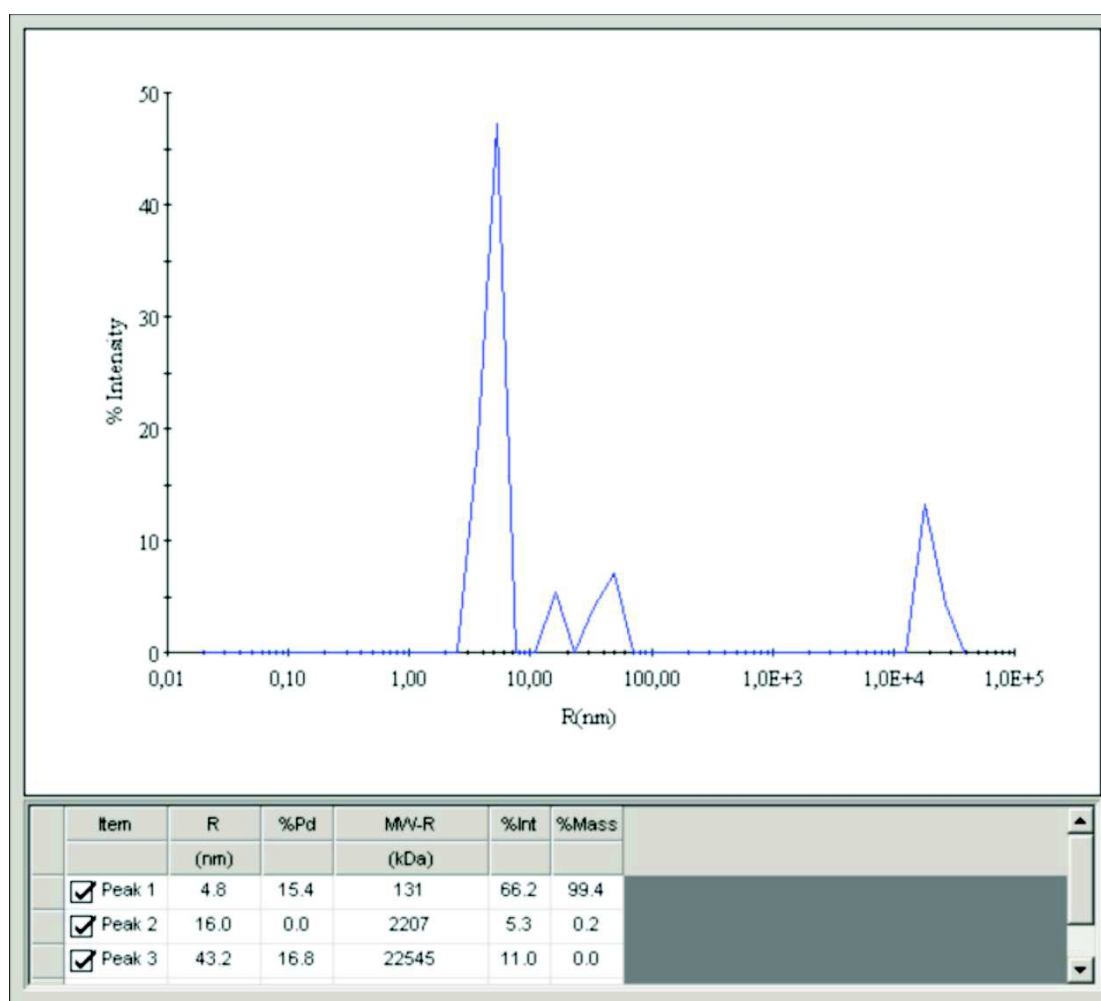 50
40
30
20
10
0
% Intensity
0,01 0,10 1,00 10,00 100,00 1,0E+3 1,0E+4 1,0E+5
R(nm)
Item R %Pd MW-R %Int %Mass
(nm) (kDa)
Peak 1 4.8 15.4 131 66.2 99.4
Peak 2 16.0 0.0 2207 5.3 0.2
Peak 3 43.2 16.8 22545 11.0 0.0